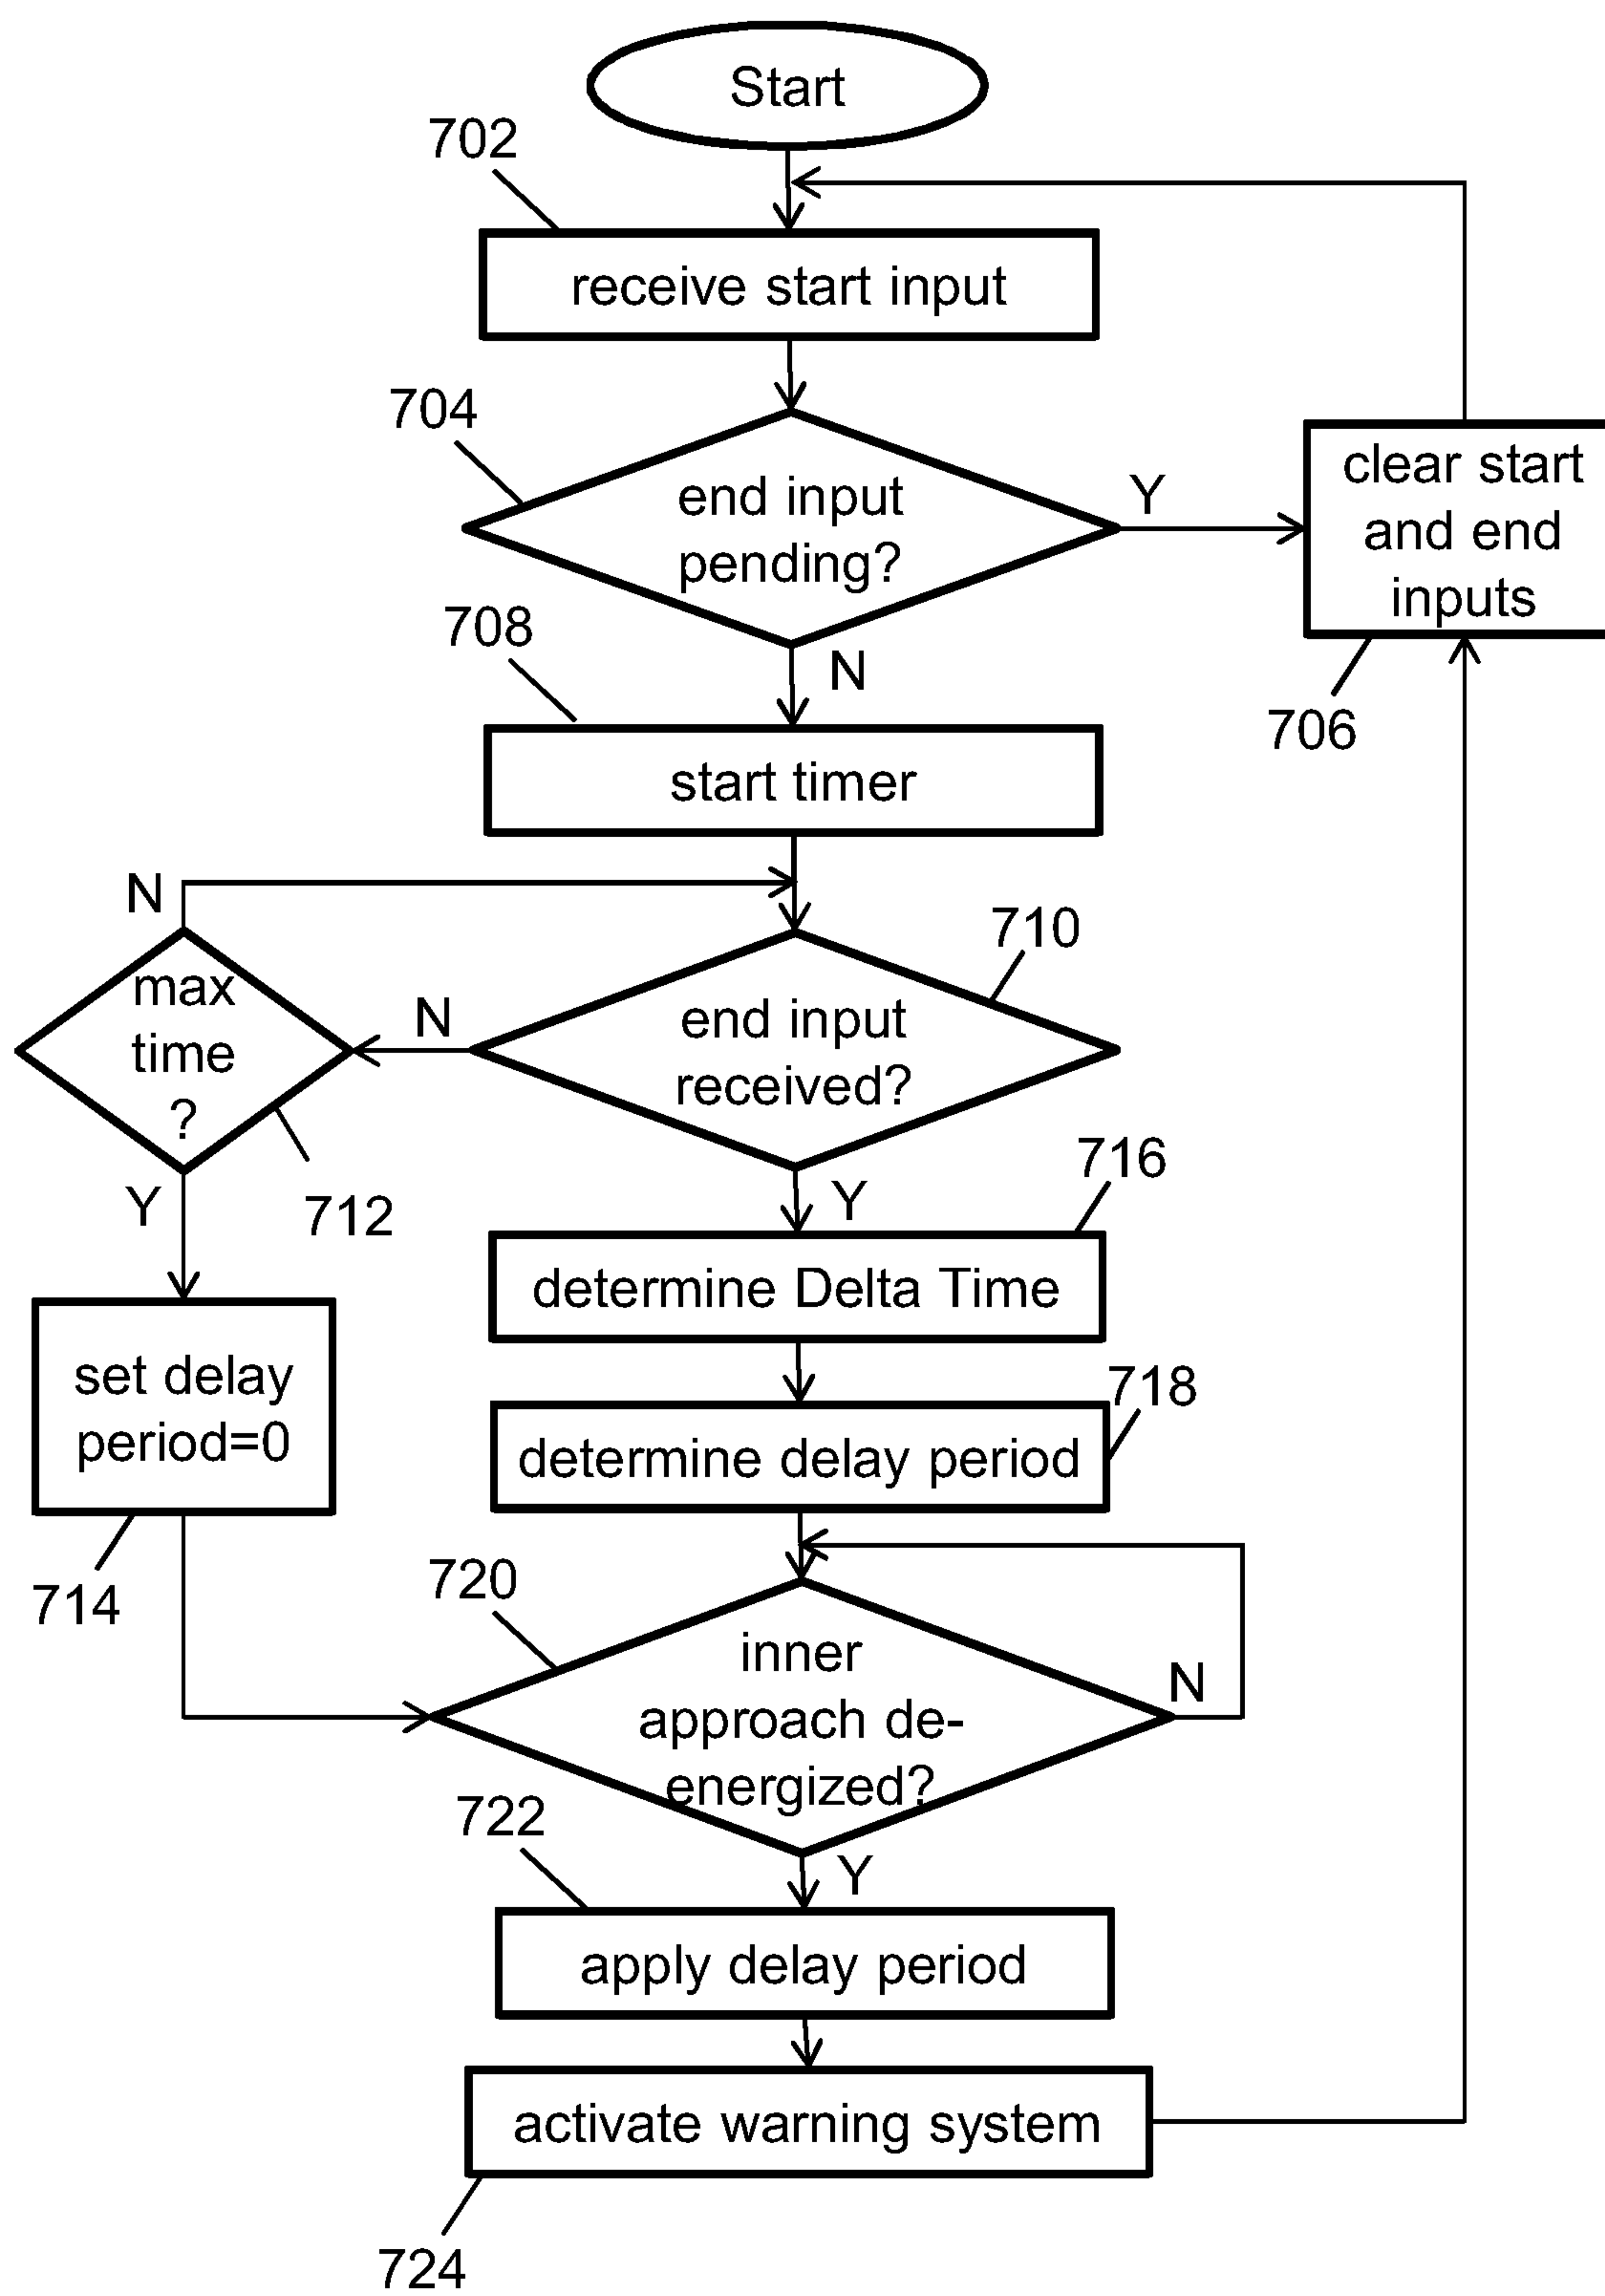 Start
702
receive start input
704
end input
pending?
Y
clear start
and end
inputs
706
N
708
start timer
N
max
time
?
712
N
710
end input
received?
Y
Y
716
determine Delta Time
set delay
period=0
714
718
determine delay period
720
inner
approach de-
energized?
N
722
Y
apply delay period
activate warning system
724